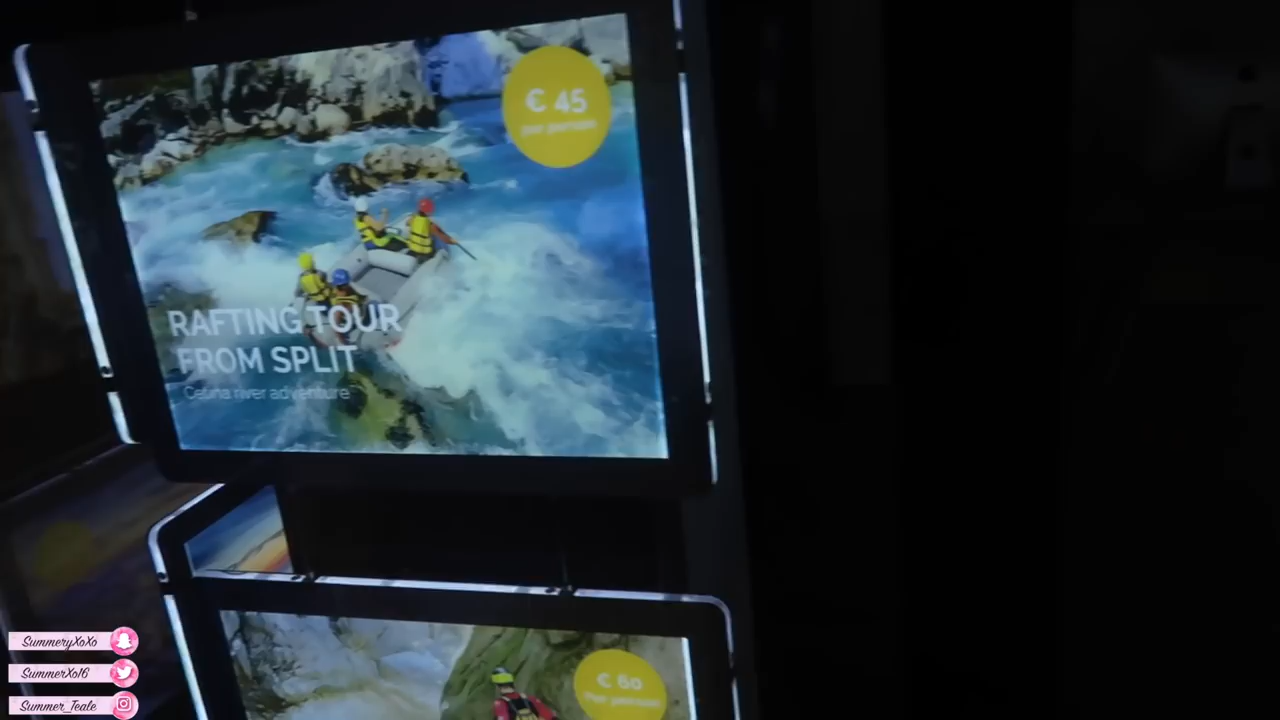 € 45
per person
RAFTING TOUR
FROM SPLIT
Cetina river adventure
€ 60
Per person
SummeryXoXo
SummerXo16
Summer_Teale